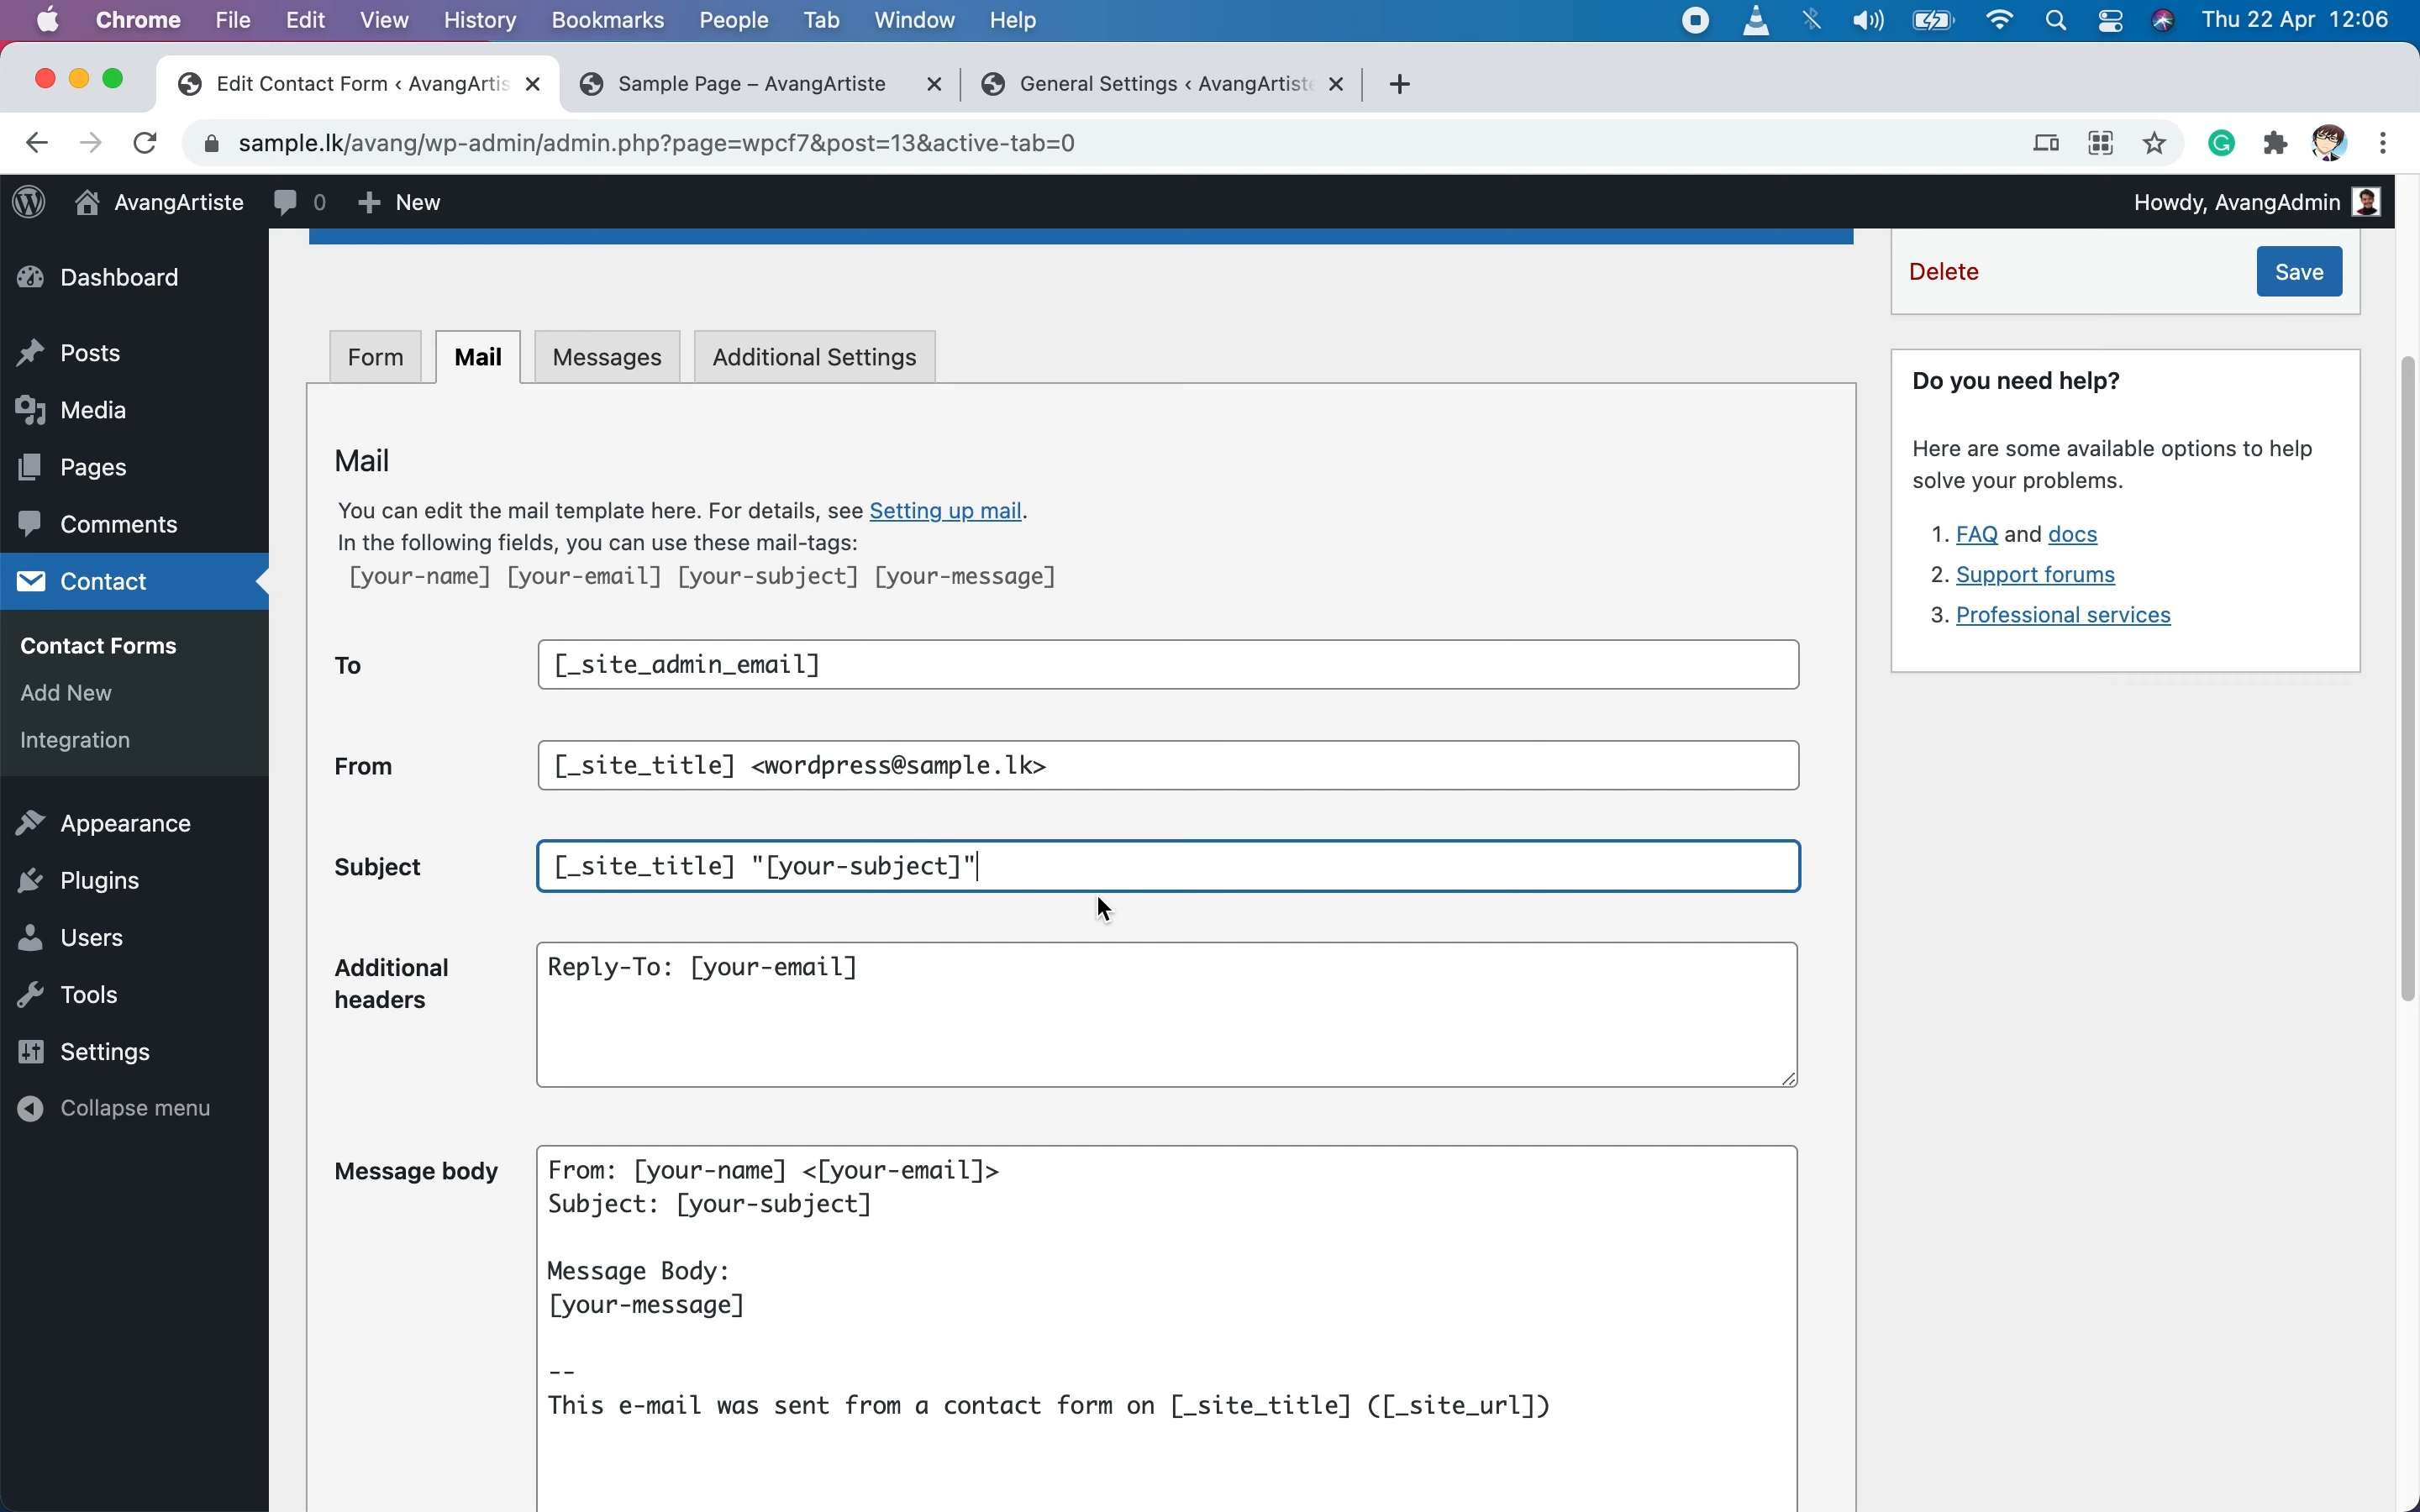 Chrome File Edit View History Bookmarks People Tab Window Help Thu 22 Apr 12:06
Edit Contact Form ‹ AvangArtis Sample Page – AvangArtiste General Settings ‹ AvangArtiste
sample.lk/avang/wp-admin/admin.php?page=wpcf7&post=13&active-tab=0
AvangArtiste 0 New Howdy, AvangAdmin
Dashboard
Posts
Media
Pages
Comments
Contact
Contact Forms
Add New
Integration
Appearance
Plugins
Users
Tools
Settings
Collapse menu
Form Mail Messages Additional Settings
Mail
You can edit the mail template here. For details, see Setting up mail.
In the following fields, you can use these mail-tags:
[your-name] [your-email] [your-subject] [your-message]
To [_site_admin_email]
From [_site_title] <wordpress@sample.lk>
Subject [_site_title] "[your-subject]"
Additional
headers
Reply-To: [your-email]
Message body
From: [your-name] <[your-email]>
Subject: [your-subject]
Message Body:
[your-message]
--
This e-mail was sent from a contact form on [_site_title] ([_site_url])
Delete Save
Do you need help?
Here are some available options to help
solve your problems.
1. FAQ and docs
2. Support forums
3. Professional services